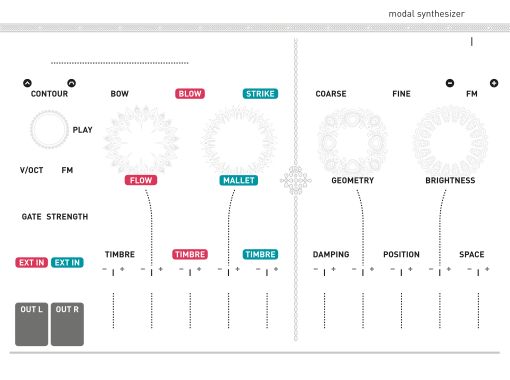 modal synthesizer
CONTOUR BOW BLOW STRIKE COARSE FINE FM
PLAY
V/OCT FM FLOW MALLET GEOMETRY BRIGHTNESS
GATE STRENGTH
EXT IN EXT IN TIMBRE TIMBRE TIMBRE DAMPING POSITION SPACE
− + − + − + − + − + − + − + − + − + − +
OUT L OUT R